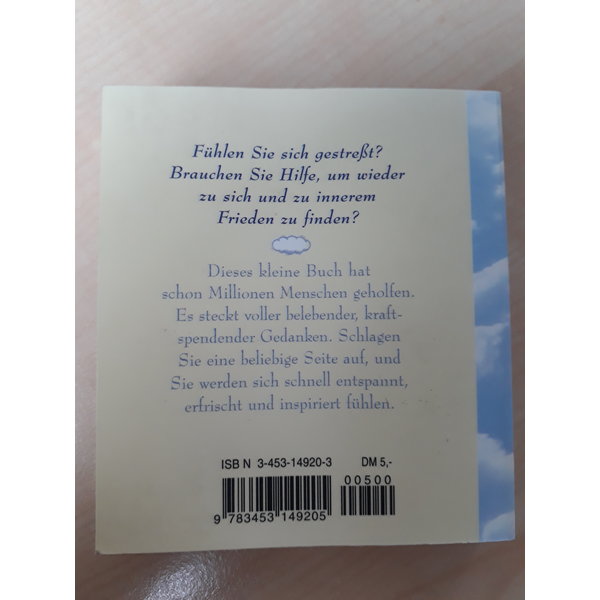 Fühlen Sie sich gestreßt?
Brauchen Sie Hilfe, um wieder
zu sich und zu innerem
Frieden zu finden?
Dieses kleine Buch hat
schon Millionen Menschen geholfen.
Es steckt voller belebender, kraft-
spendender Gedanken. Schlagen
Sie eine beliebige Seite auf, und
Sie werden sich schnell entspannt,
erfrischt und inspiriert fühlen.
ISBN 3-453-14920-3 DM 5,-
00500
9 783453 149205